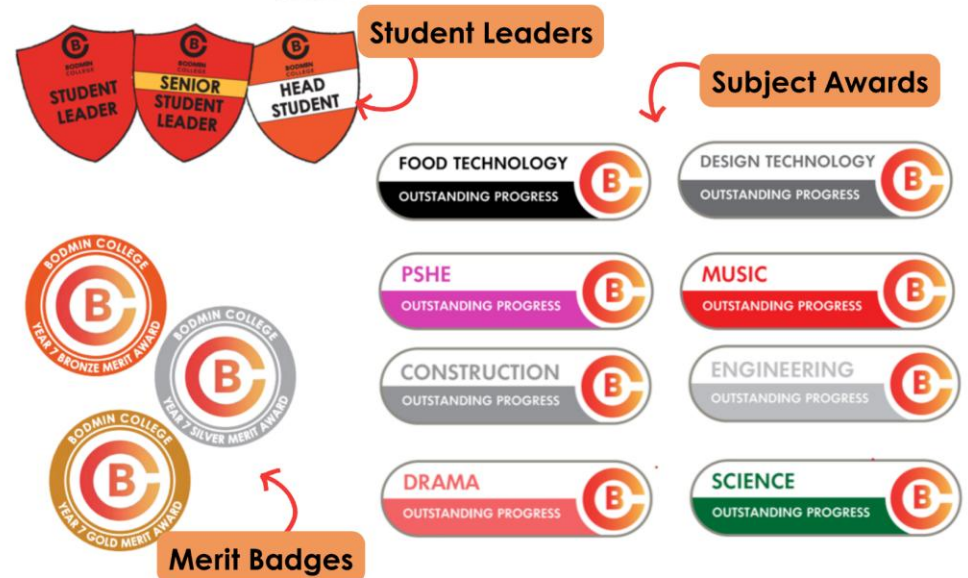 Student Leaders
BODMIN
COLLEGE
STUDENT
LEADER
BODMIN
COLLEGE
SENIOR
STUDENT
LEADER
BODMIN
COLLEGE
HEAD
STUDENT
Subject Awards
FOOD TECHNOLOGY
OUTSTANDING PROGRESS
B
DESIGN TECHNOLOGY
OUTSTANDING PROGRESS
B
PSHE
OUTSTANDING PROGRESS
B
MUSIC
OUTSTANDING PROGRESS
B
CONSTRUCTION
OUTSTANDING PROGRESS
B
ENGINEERING
OUTSTANDING PROGRESS
B
DRAMA
OUTSTANDING PROGRESS
B
SCIENCE
OUTSTANDING PROGRESS
B
BODMIN COLLEGE
B
YEAR 7 BRONZE MERIT AWARD
BODMIN COLLEGE
B
YEAR 7 SILVER MERIT AWARD
BODMIN COLLEGE
B
YEAR 7 GOLD MERIT AWARD
Merit Badges